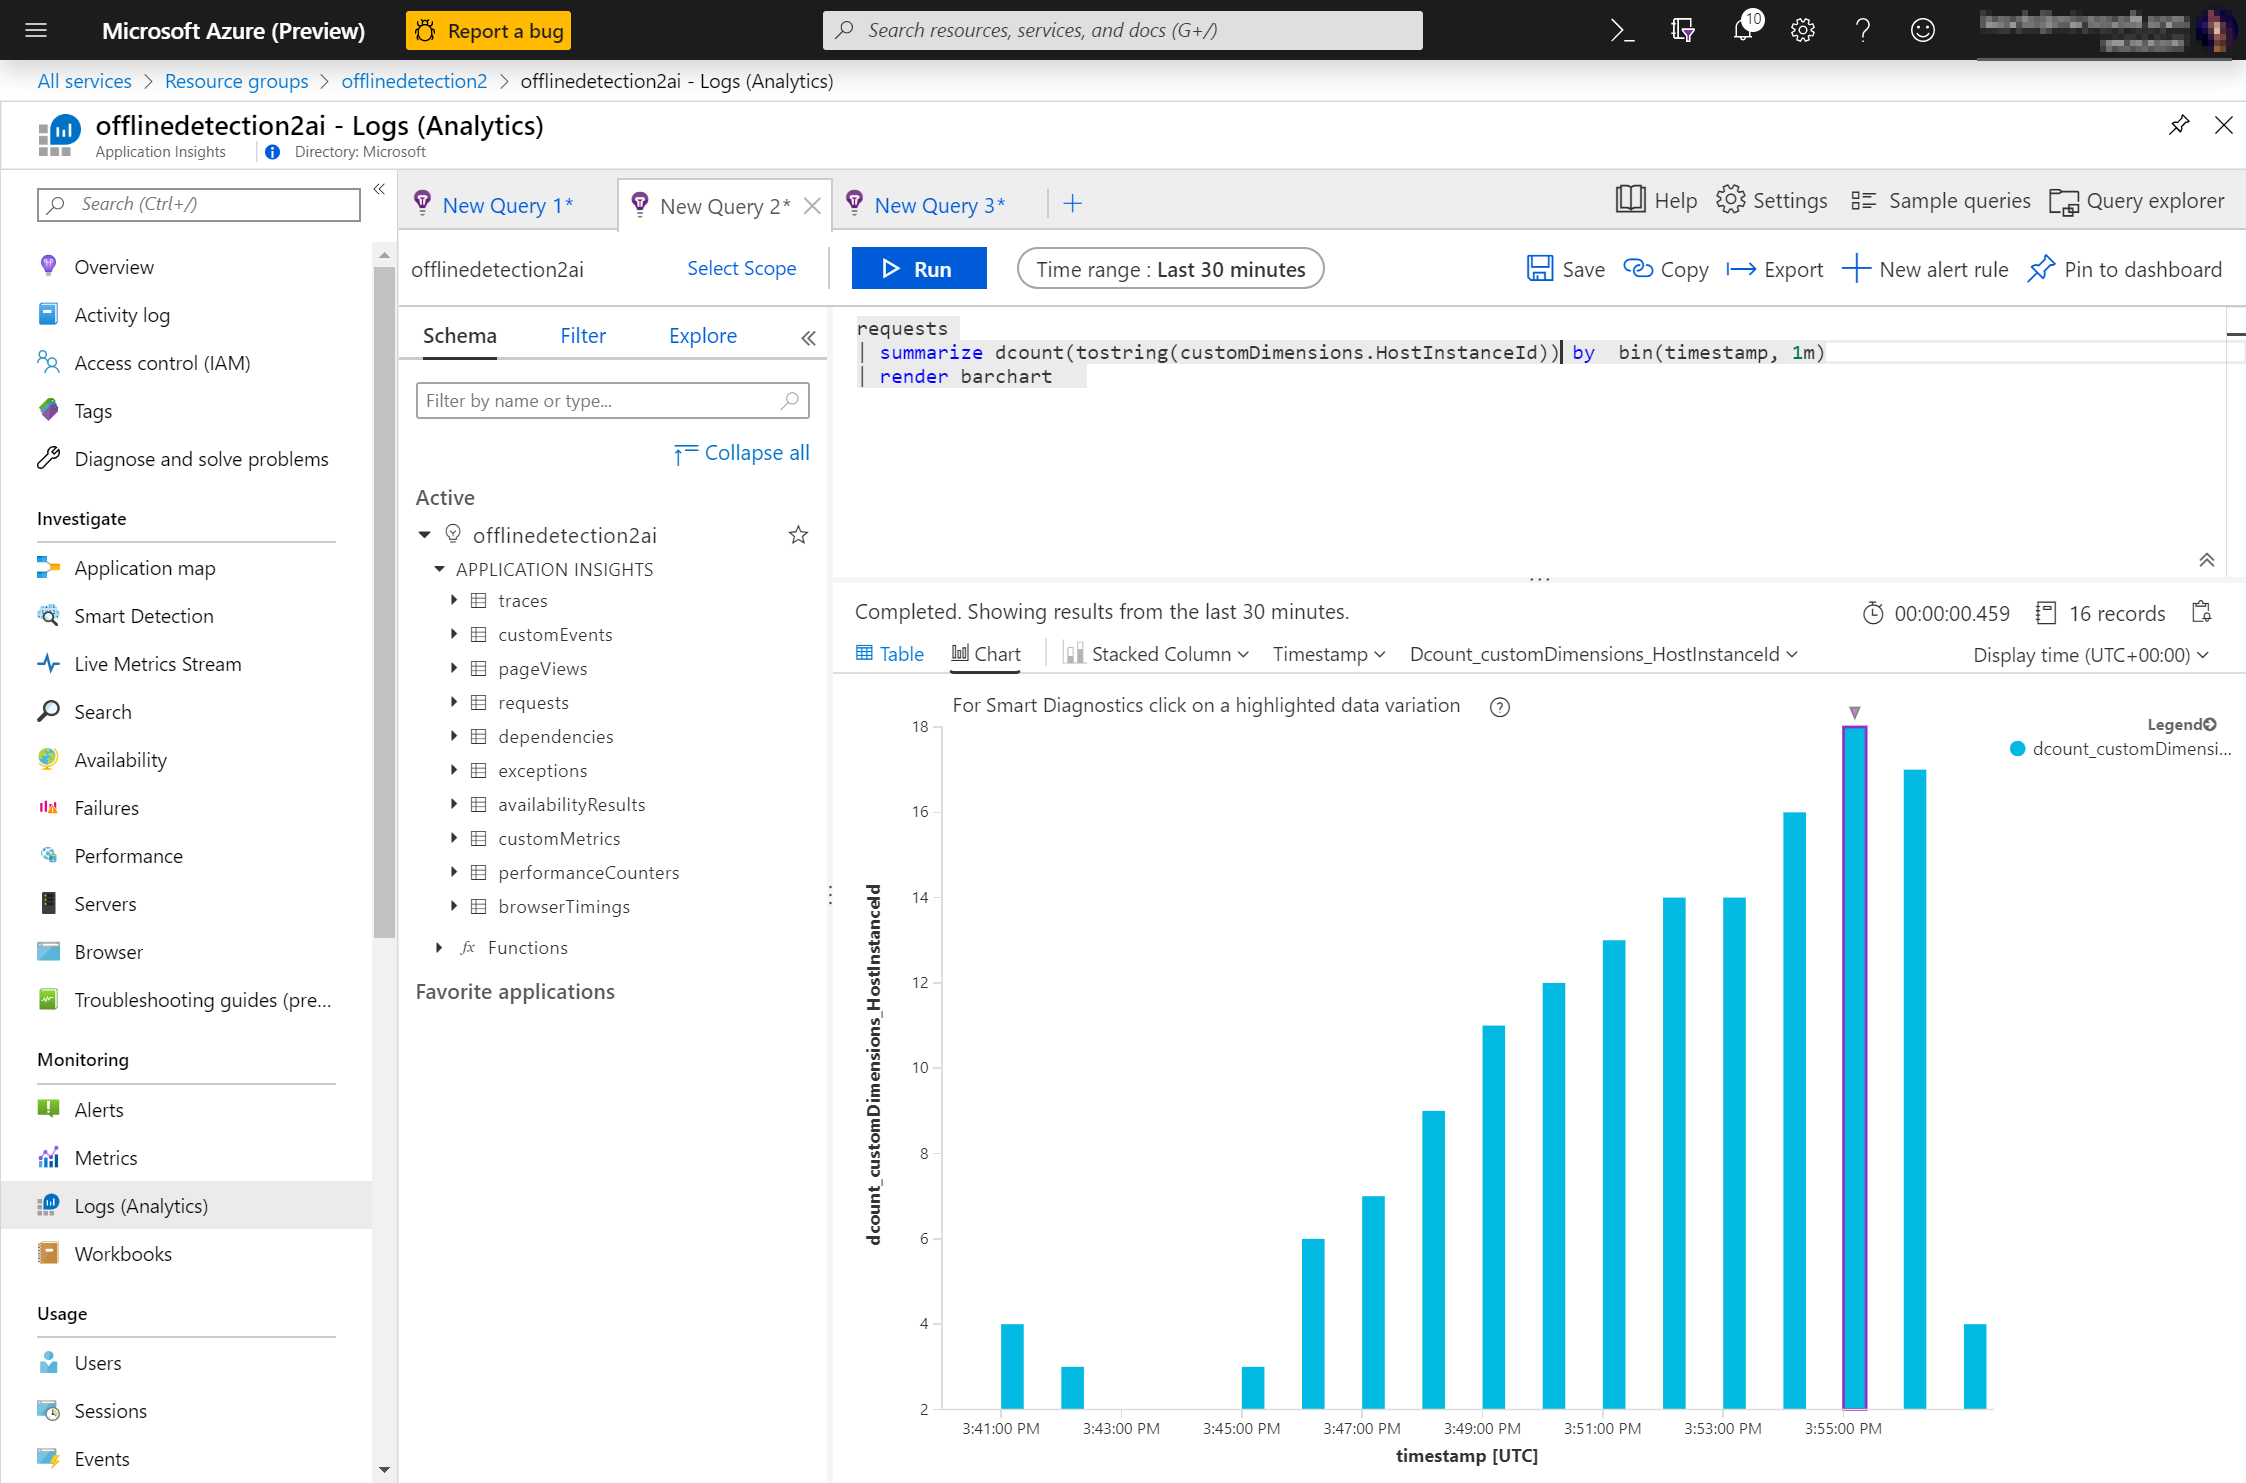 Microsoft Azure (Preview)
Report a bug
Search resources, services, and docs (G+/)
10
All services > Resource groups > offlinedetection2 > offlinedetection2ai - Logs (Analytics)
offlinedetection2ai - Logs (Analytics)
Application Insights
Directory: Microsoft
Search (Ctrl+/)
Overview
Activity log
Access control (IAM)
Tags
Diagnose and solve problems
Investigate
Application map
Smart Detection
Live Metrics Stream
Search
Availability
Failures
Performance
Servers
Browser
Troubleshooting guides (pre...
Monitoring
Alerts
Metrics
Logs (Analytics)
Workbooks
Usage
Users
Sessions
Events
New Query 1*
New Query 2*
New Query 3*
Help
Settings
Sample queries
Query explorer
offlinedetection2ai
Select Scope
Run
Time range : Last 30 minutes
Save
Copy
Export
New alert rule
Pin to dashboard
Schema
Filter
Explore
Filter by name or type...
Collapse all
Active
offlinedetection2ai
APPLICATION INSIGHTS
traces
customEvents
pageViews
requests
dependencies
exceptions
availabilityResults
customMetrics
performanceCounters
browserTimings
fx Functions
Favorite applications
requests
| summarize dcount(tostring(customDimensions.HostInstanceId)) by  bin(timestamp, 1m)
| render barchart
Completed. Showing results from the last 30 minutes.
00:00:00.459
16 records
Table
Chart
Stacked Column
Timestamp
Dcount_customDimensions_HostInstanceId
Display time (UTC+00:00)
For Smart Diagnostics click on a highlighted data variation
Legend
dcount_customDimensi...
dcount_customDimensions_HostInstanceId
18
16
14
12
10
8
6
4
2
3:41:00 PM
3:43:00 PM
3:45:00 PM
3:47:00 PM
3:49:00 PM
3:51:00 PM
3:53:00 PM
3:55:00 PM
timestamp [UTC]